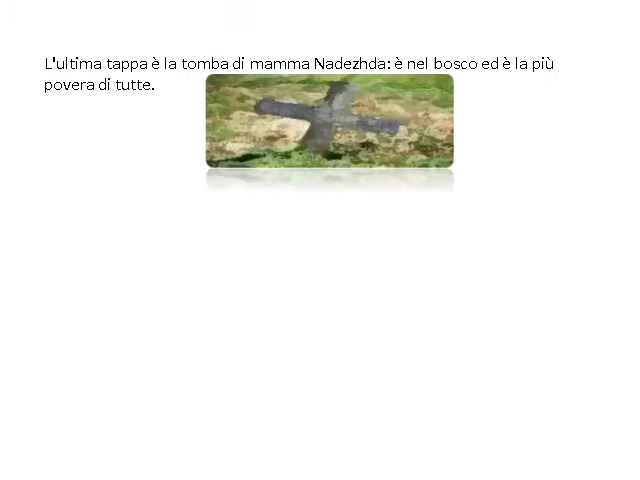 L'ultima tappa è la tomba di mamma Nadezhda: è nel bosco ed è la più
povera di tutte.